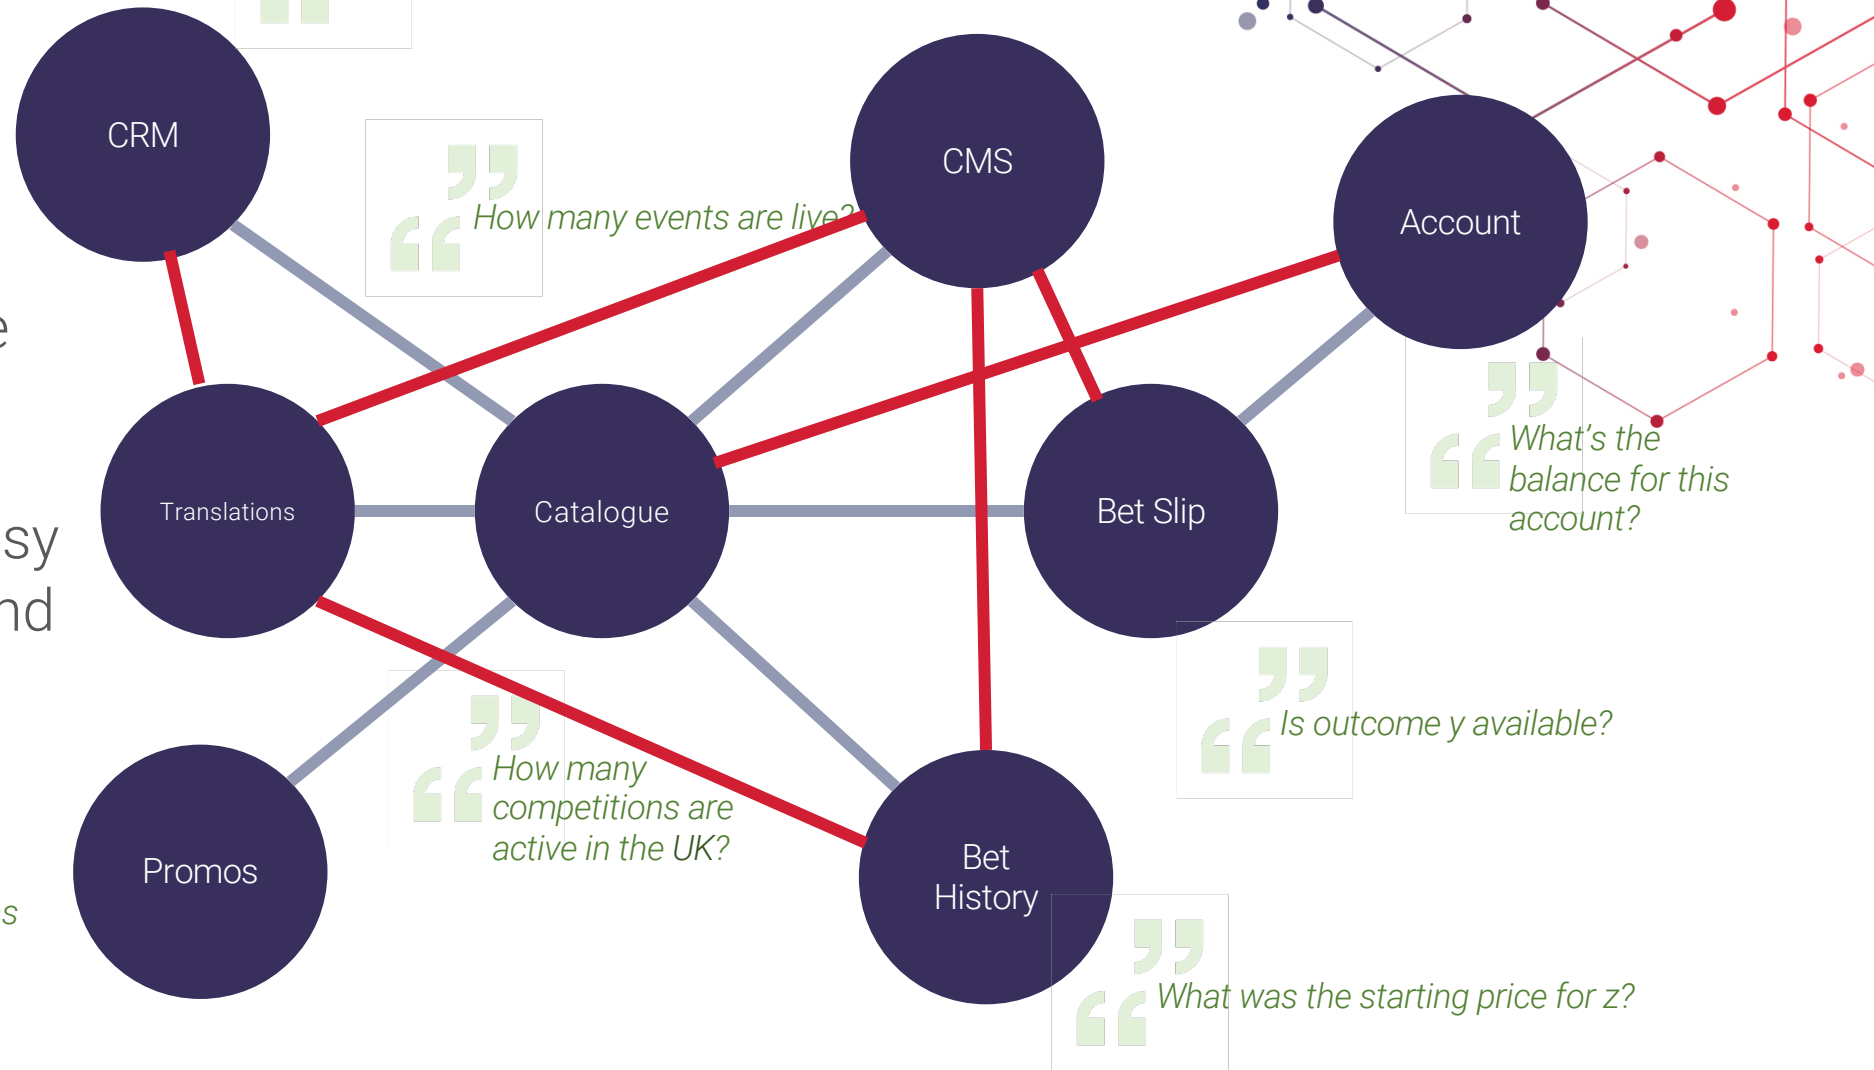 CRM
CMS
Account
How many events are live?
e
What's the
balance for this
account?
Translations
Catalogue
Bet Slip
sy
nd
Is outcome y available?
How many
competitions are
active in the UK?
Promos
Bet
History
s
What was the starting price for z?